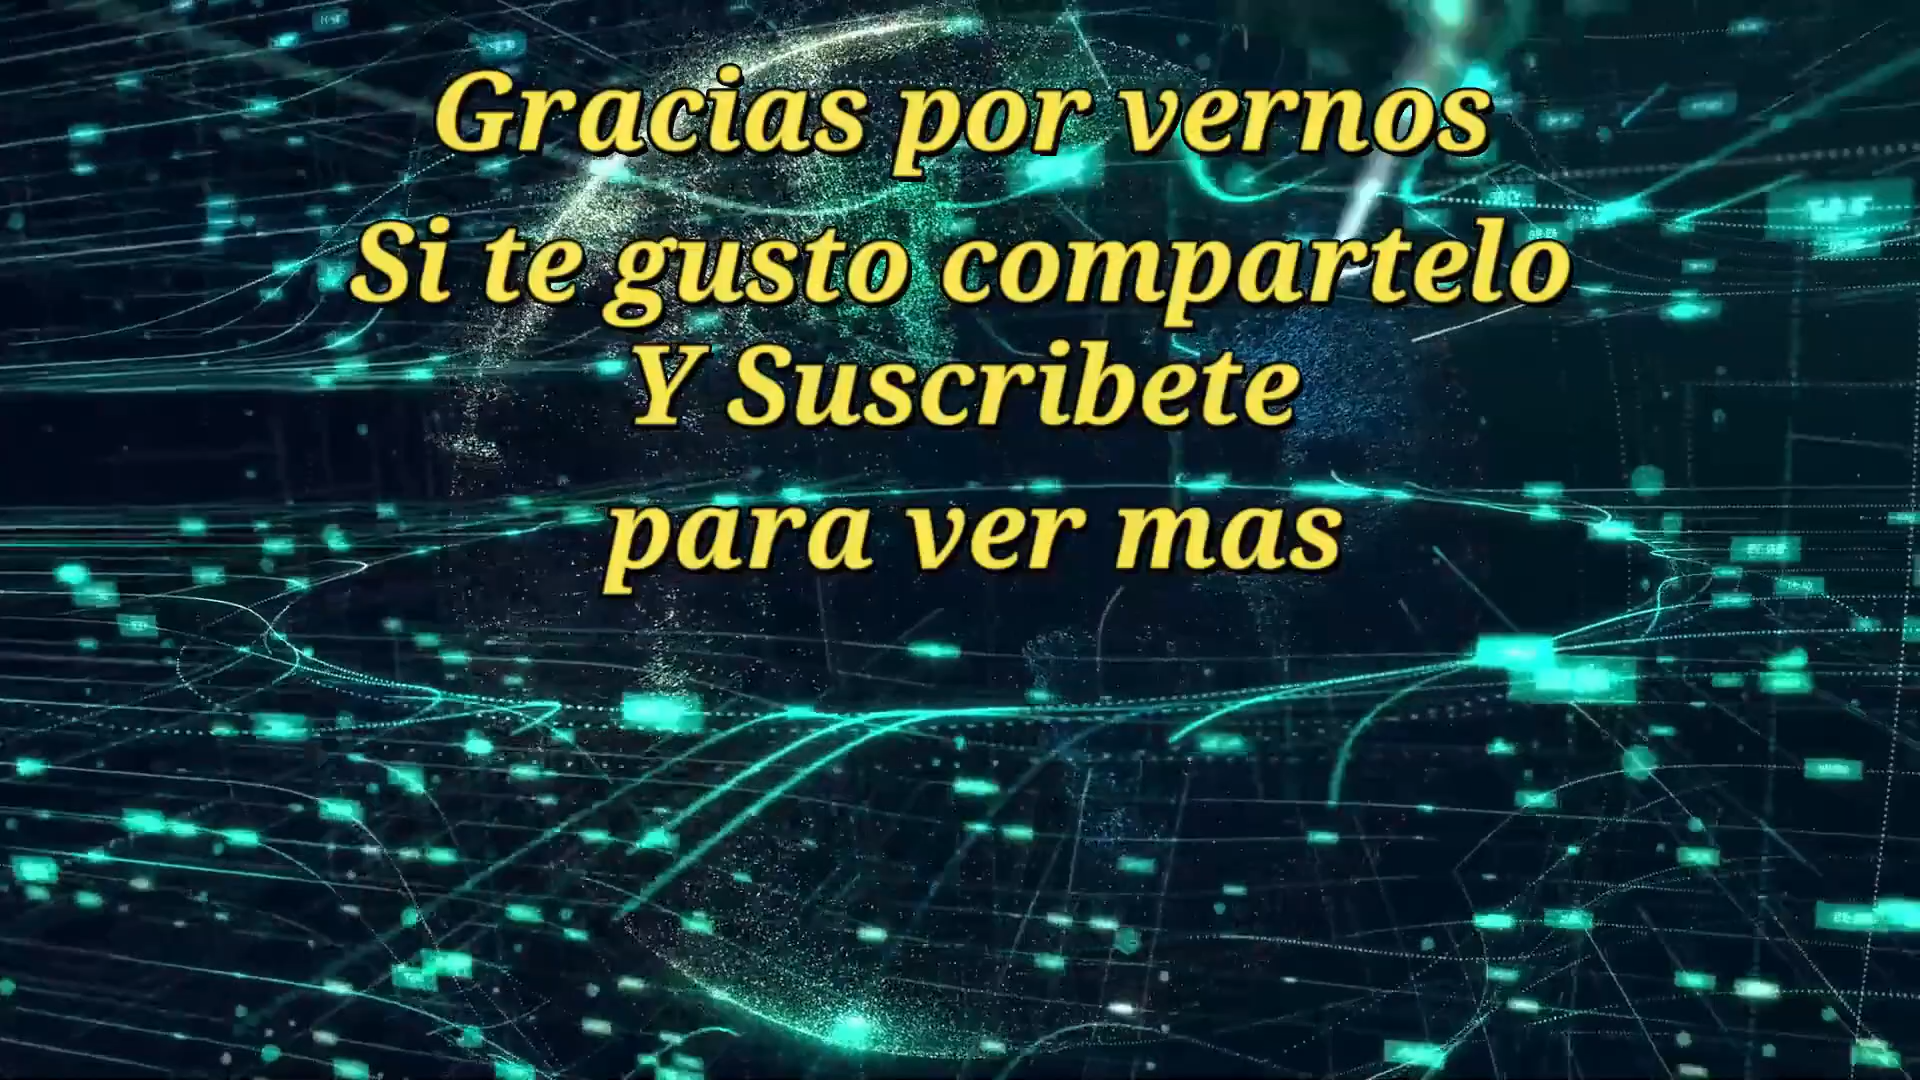 Gracias por vernos
Si te gusto compartelo
Y Suscribete
para ver mas